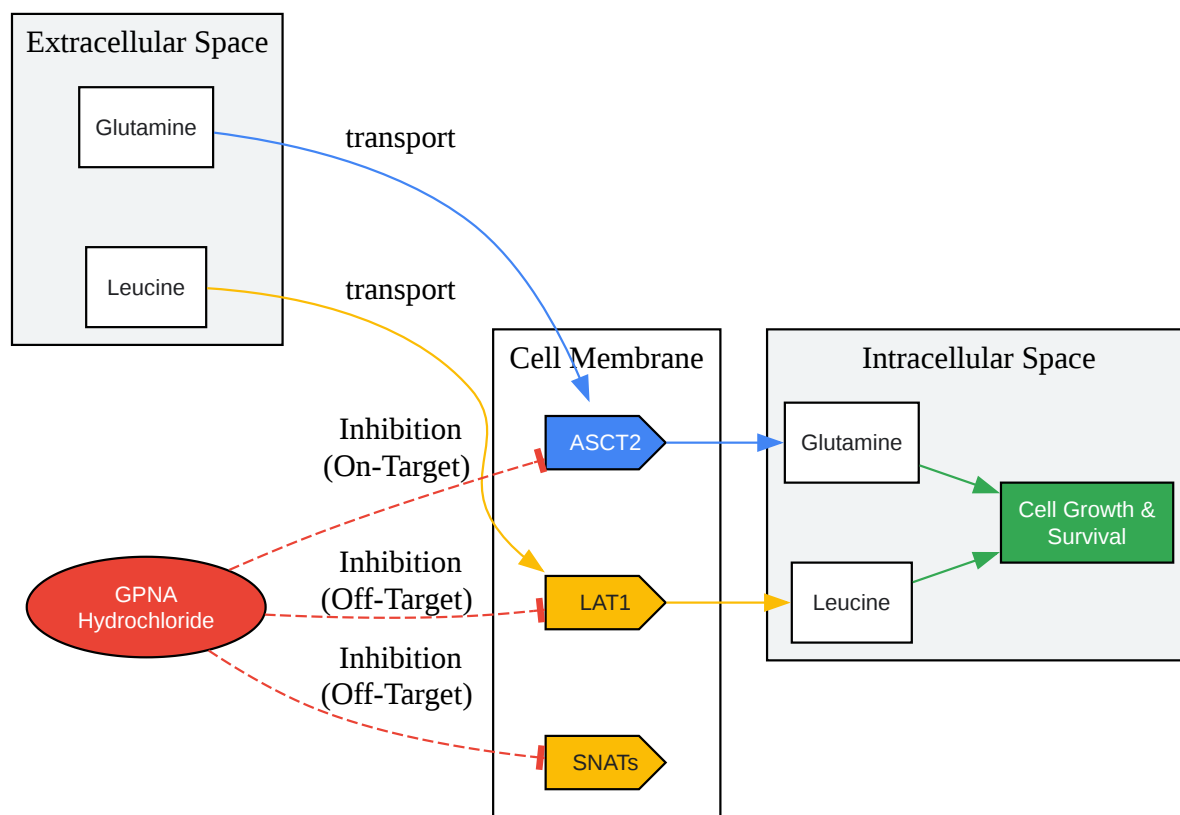 Extracellular Space
Glutamine
transport
Leucine
transport
Cell Membrane
Intracellular Space
Inhibition
(On-Target)
ASCT2
Glutamine
Cell Growth &
Survival
Inhibition
(Off-Target)
GPNA
Hydrochloride
LAT1
Leucine
Inhibition
(Off-Target)
SNATs